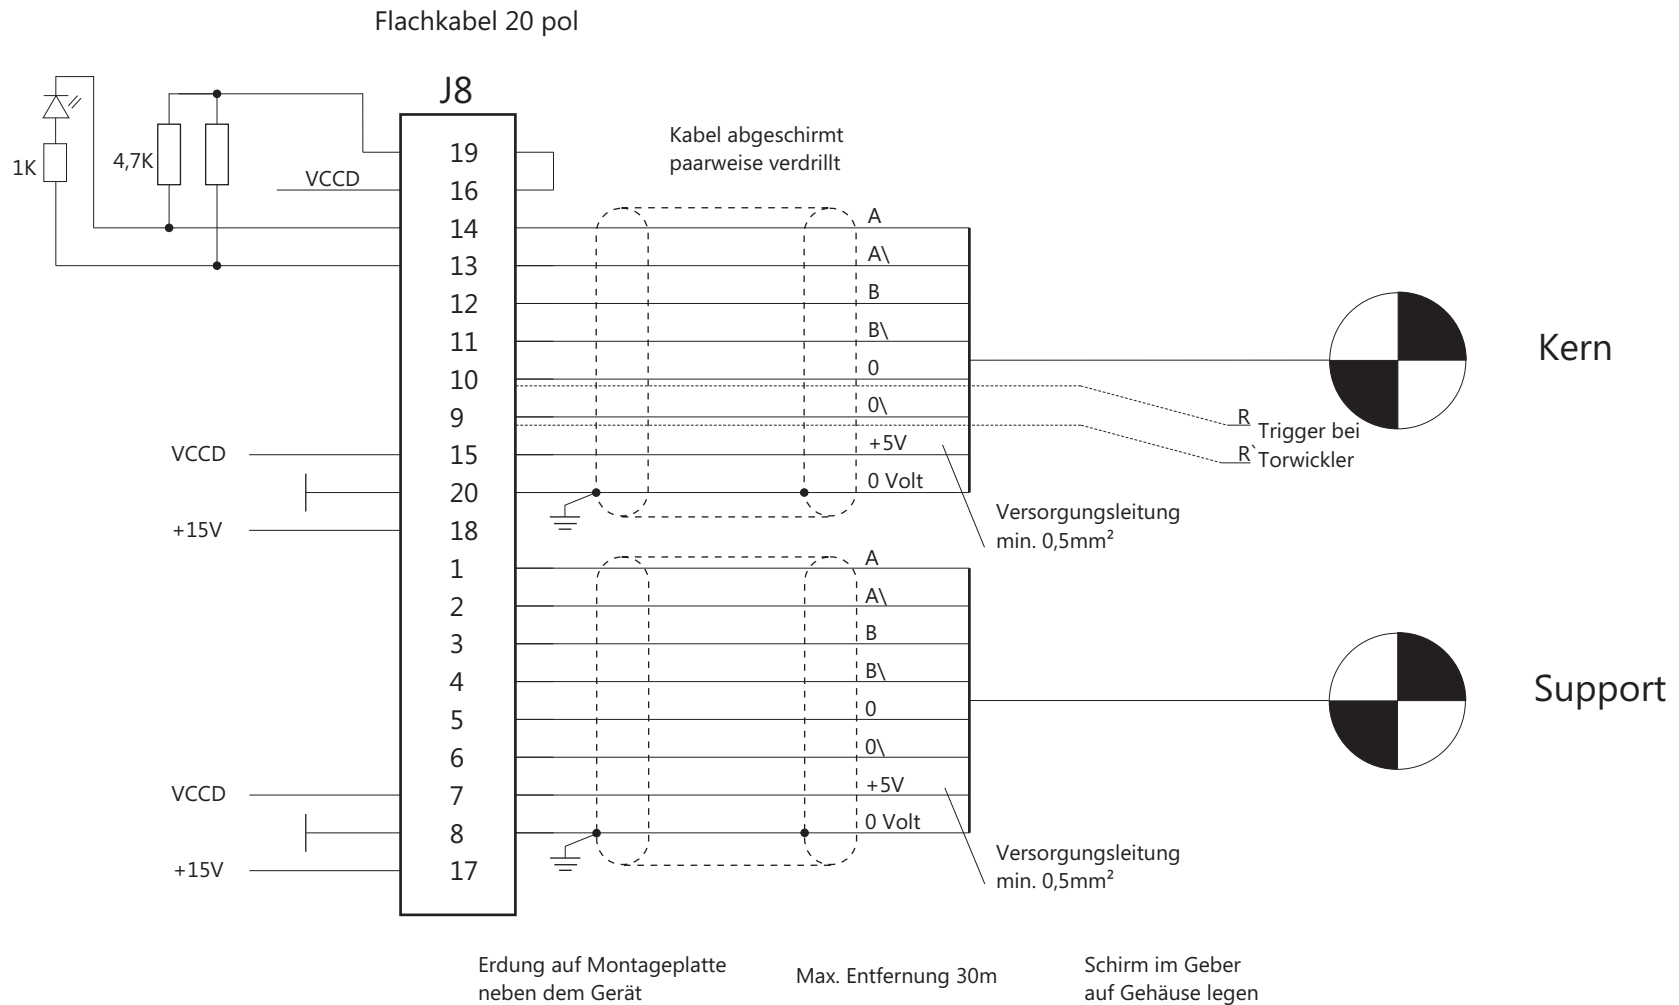 Flachkabel 20 pol
J8
1K
4,7K
VCCD
VCCD
+15V
VCCD
+15V
19
16
14
13
12
11
10
9
15
20
18
1
2
3
4
5
6
7
8
17
Kabel abgeschirmt
paarweise verdrillt
A
A\
B
B\
0
0\
+5V
0 Volt
R
R`
Trigger bei
Torwickler
Versorgungsleitung
min. 0,5mm²
Kern
A
A\
B
B\
0
0\
+5V
0 Volt
Versorgungsleitung
min. 0,5mm²
Support
Erdung auf Montageplatte
neben dem Gerät
Max. Entfernung 30m
Schirm im Geber
auf Gehäuse legen